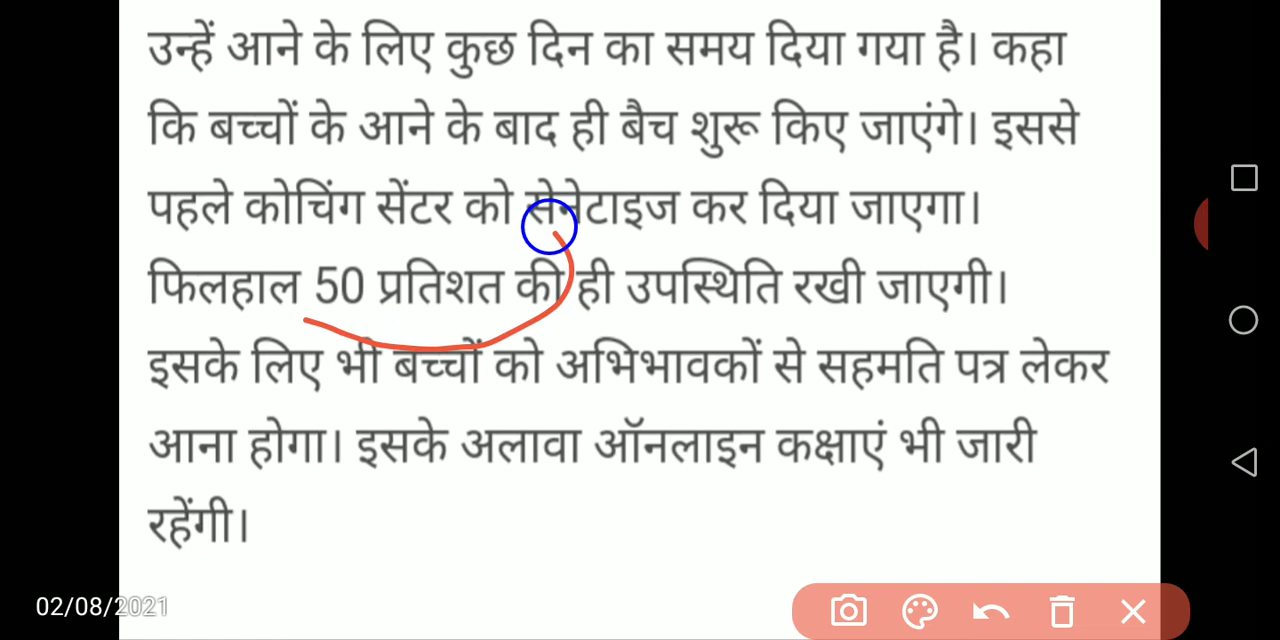 उन्हें आने के लिए कुछ दिन का समय दिया गया है। कहा
कि बच्चों के आने के बाद ही बैच शुरू किए जाएंगे। इससे
पहले कोचिंग सेंटर को सेनेटाइज कर दिया जाएगा।
फिलहाल 50 प्रतिशत की ही उपस्थिति रखी जाएगी।
इसके लिए भी बच्चों को अभिभावकों से सहमति पत्र लेकर
आना होगा। इसके अलावा ऑनलाइन कक्षाएं भी जारी
रहेंगी।
02/08/2021